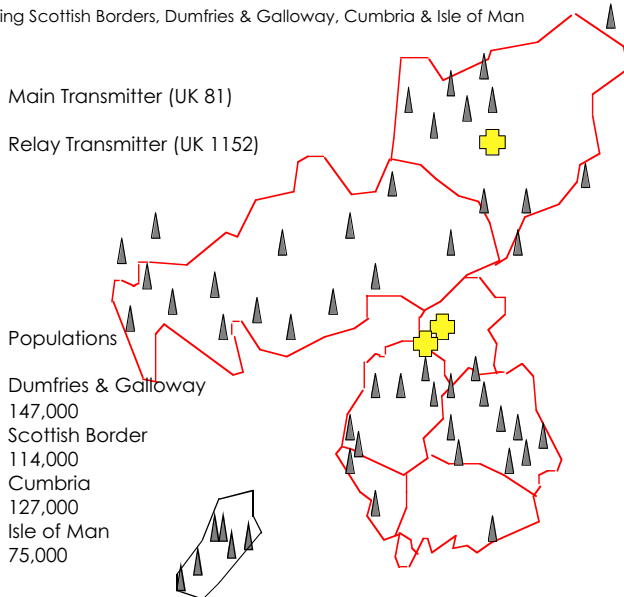 ing Scottish Borders, Dumfries & Galloway, Cumbria & Isle of Man
Main Transmitter (UK 81)
Relay Transmitter (UK 1152)
Populations
Dumfries & Galloway
147,000
Scottish Border
114,000
Cumbria
127,000
Isle of Man
75,000